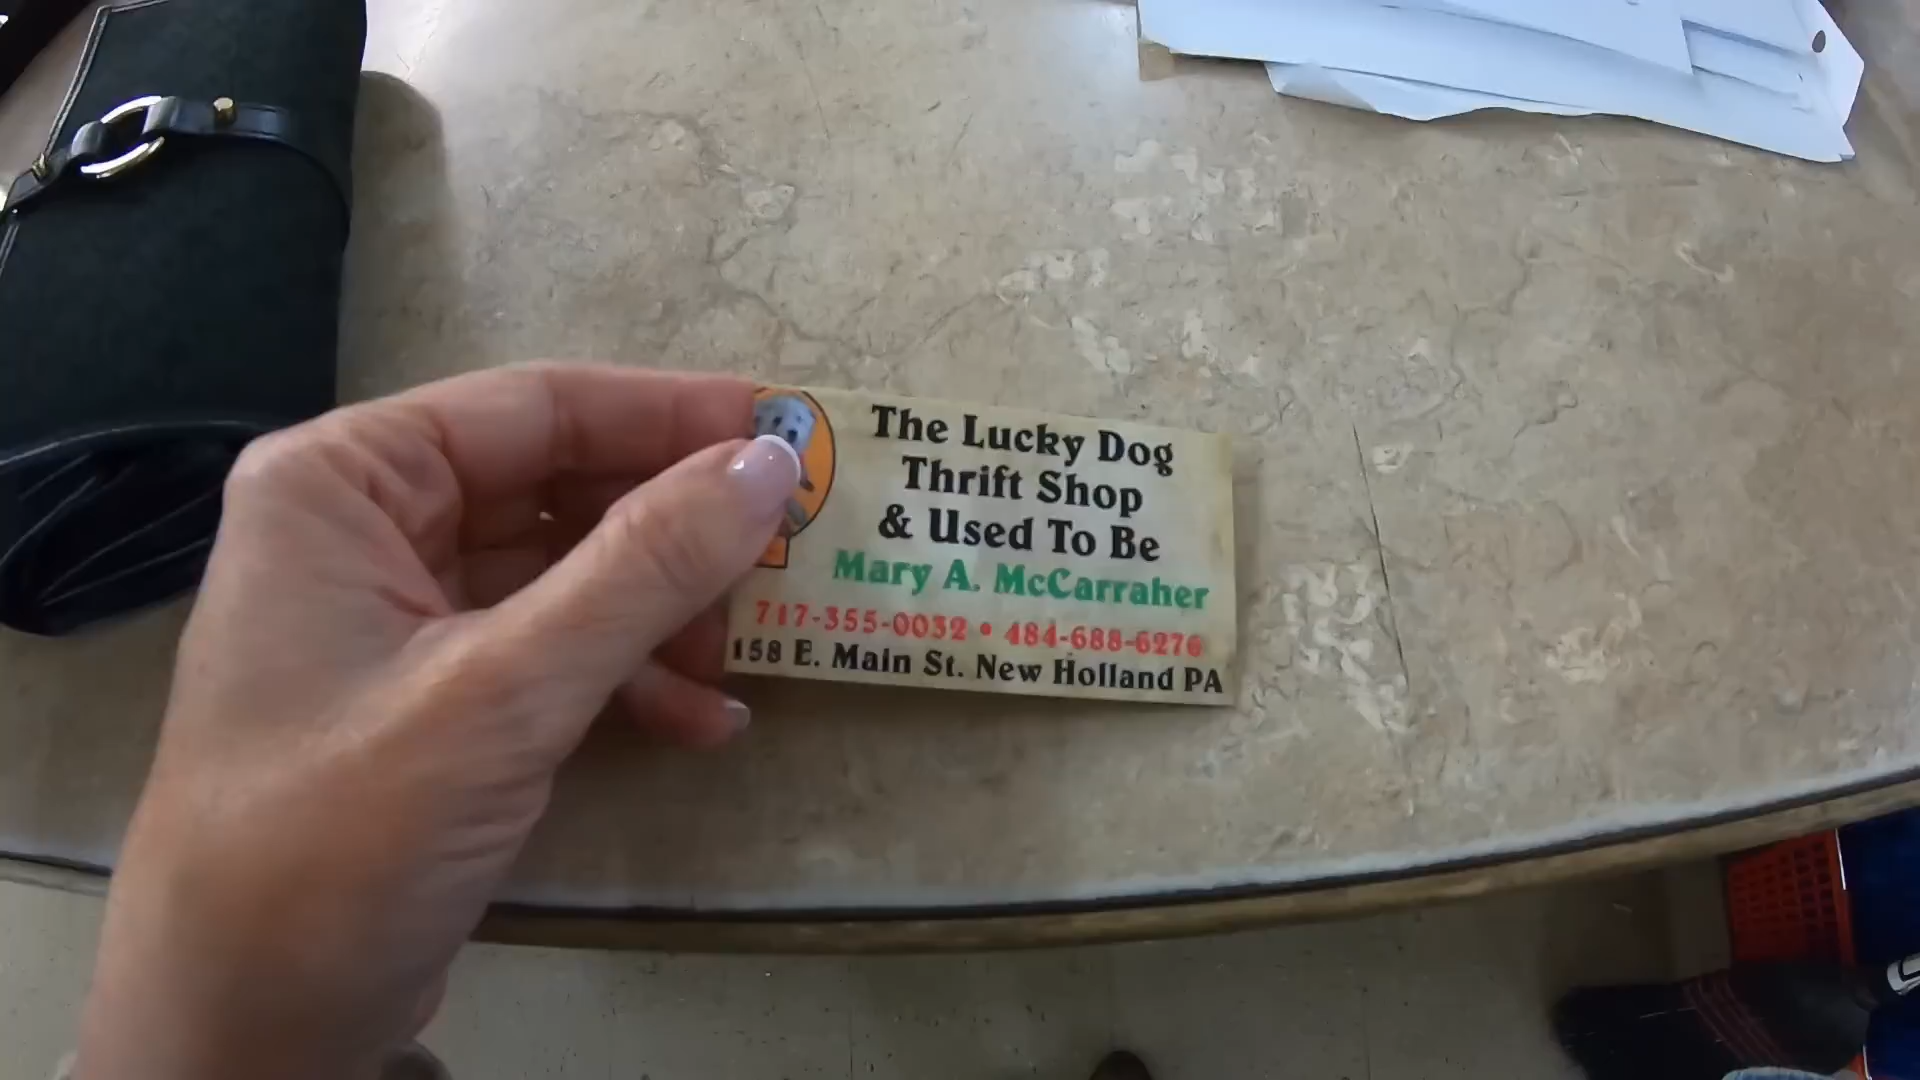 The Lucky Dog
Thrift Shop
& Used To Be
Mary A. McCarraher
717-355-0032 • 484-688-6276
158 E. Main St. New Holland PA